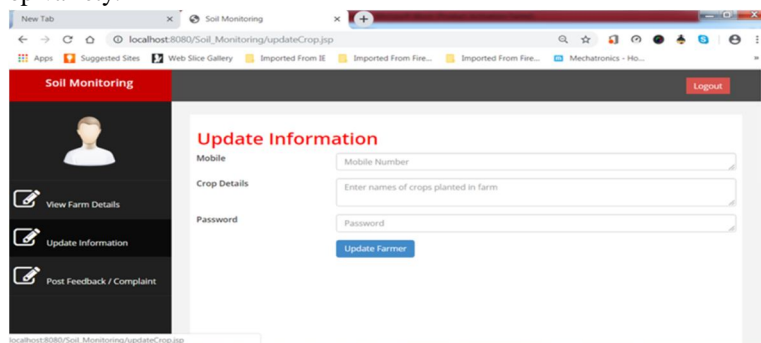 New Tab × Soil Monitoring ×
localhost:8080/Soil_Monitoring/updateCrop.jsp
Apps Suggested Sites Web Slice Gallery Imported From IE Imported From Fire... Imported From Fire... Mechatronics - Ho... »
Soil Monitoring Logout
Update Information
Mobile Mobile Number
Crop Details Enter names of crops planted in farm
View Farm Details
Password Password
Update Information Update Farmer
Post Feedback / Complaint
localhost:8080/Soil_Monitoring/updateCrop.jsp